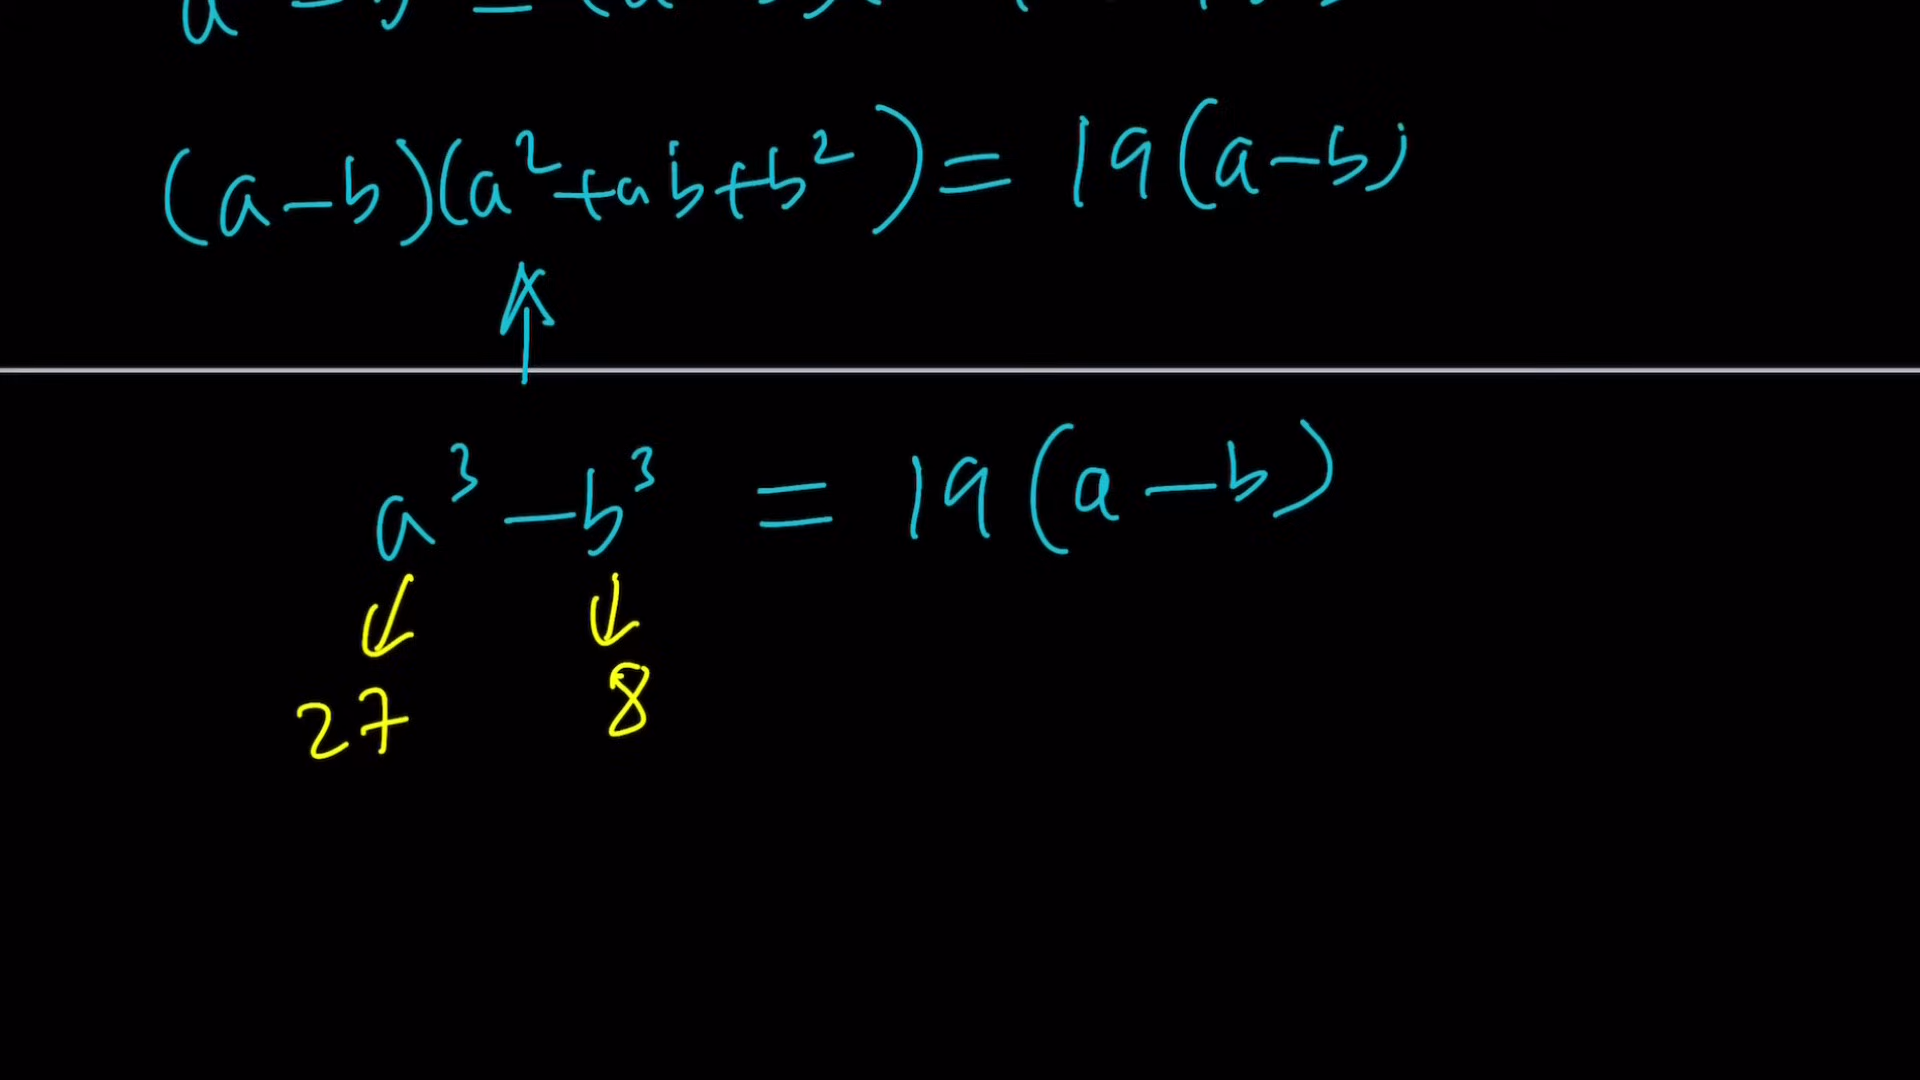 (a-b)(a²+ab+b²)=19(a-b)
a³-b³ = 19(a-b)
27 8